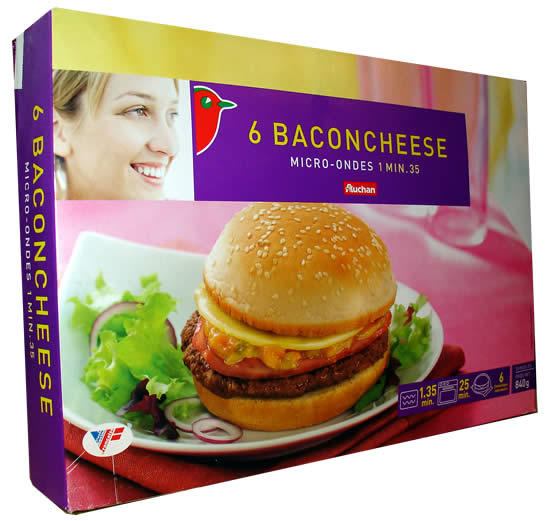 6 BACONCHEESE
MICRO-ONDES 1 MIN.35
Auchan
6 BACONCHEESE
MICRO-ONDES 1 MIN.35
1.35
min.
25
min.
6
840g